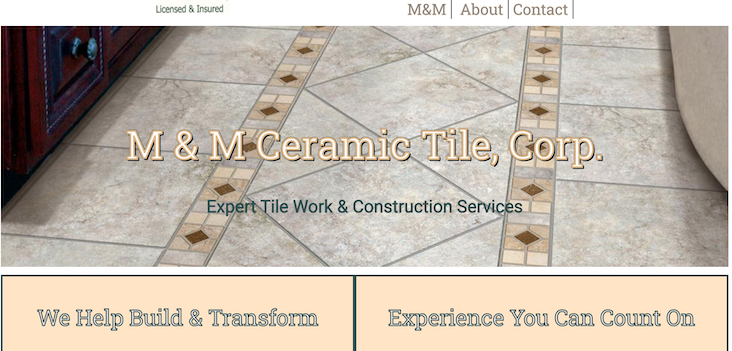 Licensed & Insured
M&M About Contact
M & M Ceramic Tile, Corp.
Expert Tile Work & Construction Services
We Help Build & Transform
Experience You Can Count On